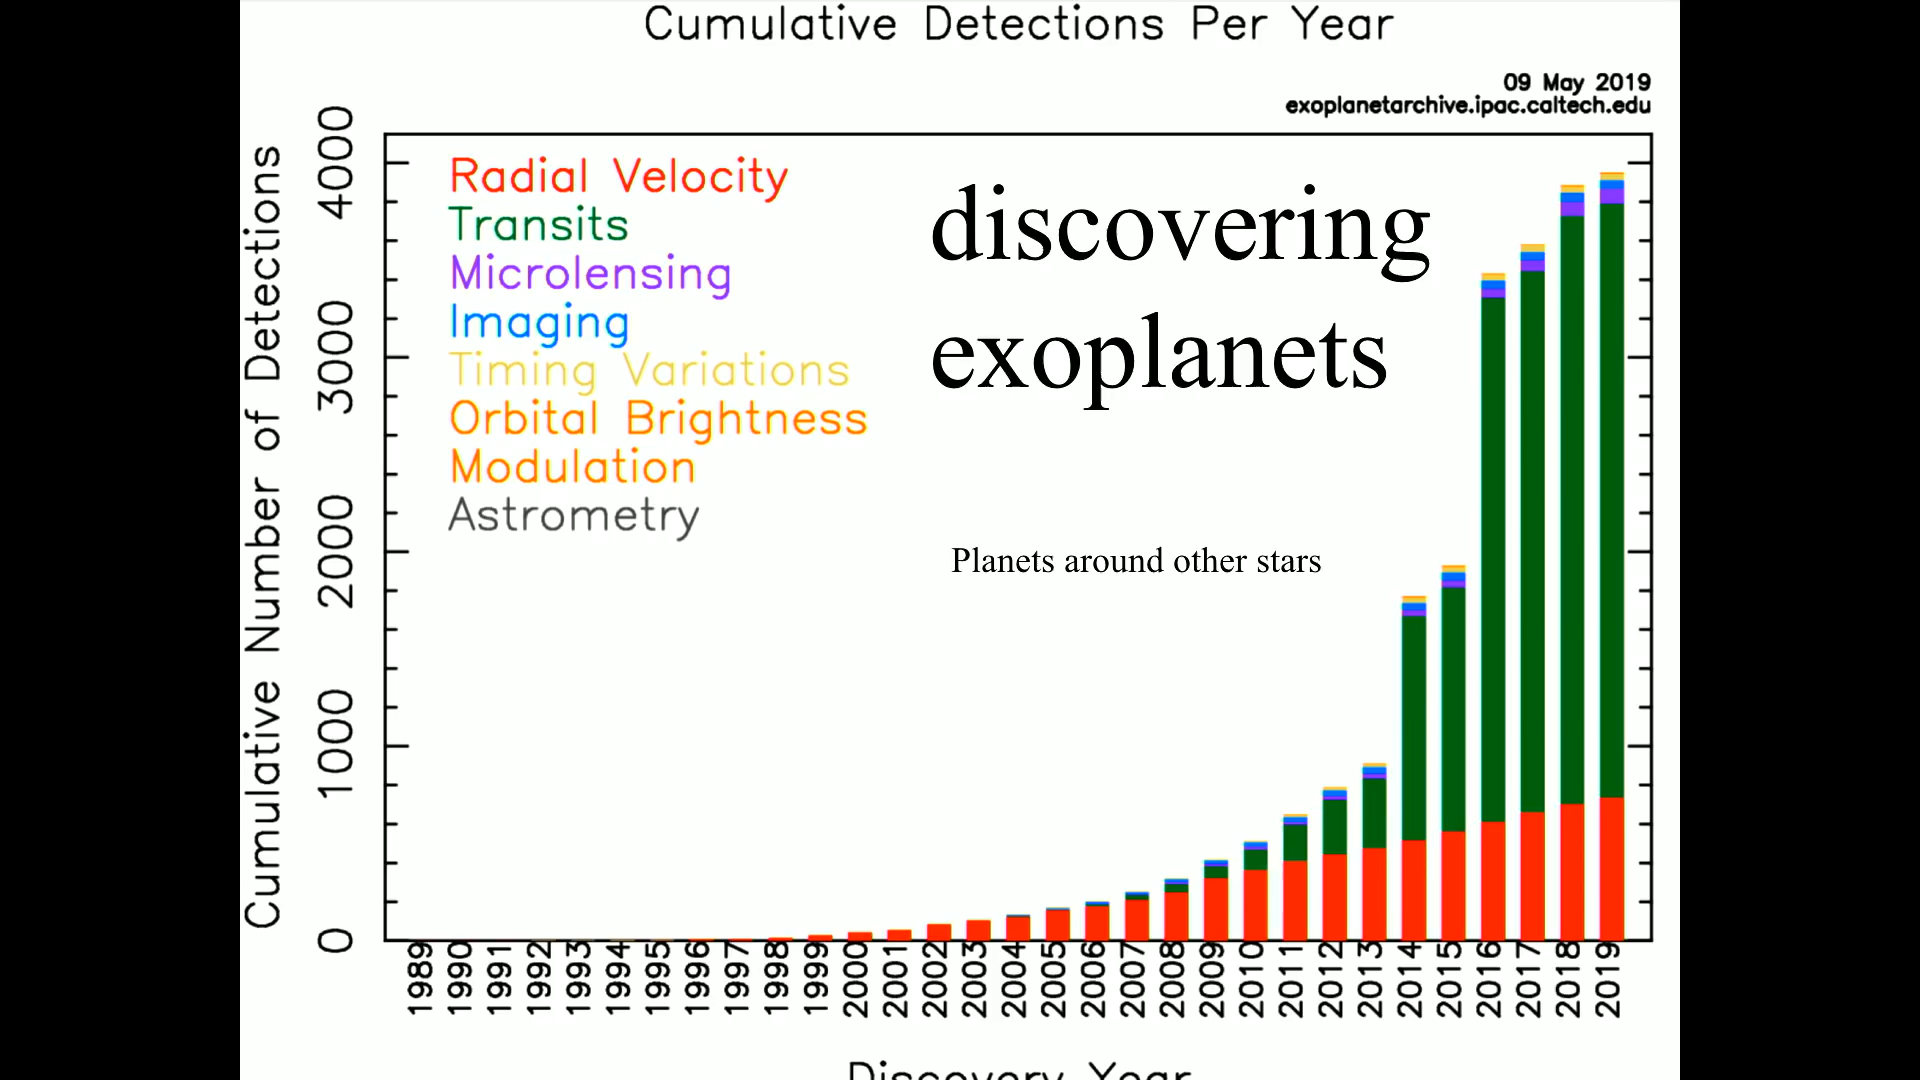 Cumulative Detections Per Year
09 May 2019
exoplanetarchive.ipac.caltech.edu
Cumulative Number of Detections
4000
3000
2000
1000
0
Radial Velocity
Transits
Microlensing
Imaging
Timing Variations
Orbital Brightness
Modulation
Astrometry
discovering
exoplanets
Planets around other stars
1989 1990 1991 1992 1993 1994 1995 1996 1997 1998 1999 2000 2001 2002 2003 2004 2005 2006 2007 2008 2009 2010 2011 2012 2013 2014 2015 2016 2017 2018 2019
Discovery Year